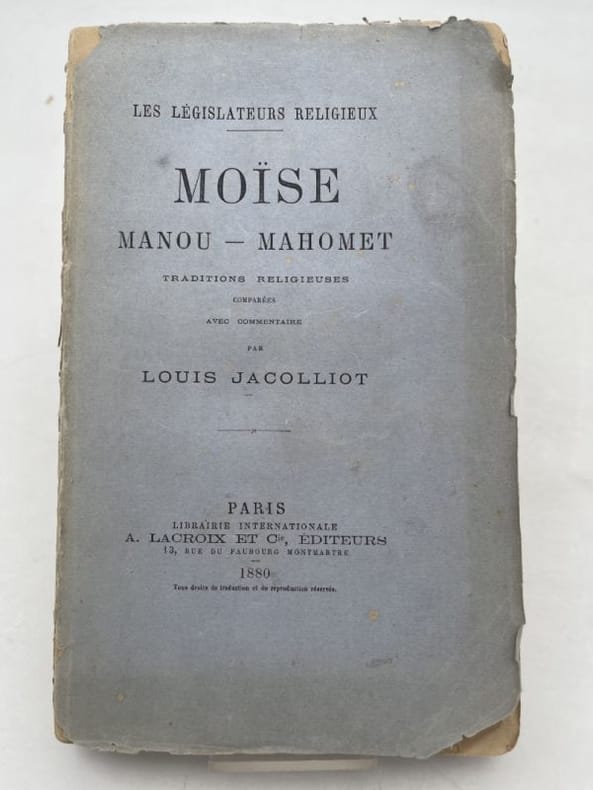 LES LÉGISLATEURS RELIGIEUX
MOÏSE
MANOU — MAHOMET
TRADITIONS RELIGIEUSES
COMPARÉES
AVEC COMMENTAIRE
PAR
LOUIS JACOLLIOT
PARIS
LIBRAIRIE INTERNATIONALE
A. LACROIX ET Cie, ÉDITEURS
13, RUE DU FAUBOURG MONTMARTRE
1880
Tous droits de traduction et de reproduction réservés.